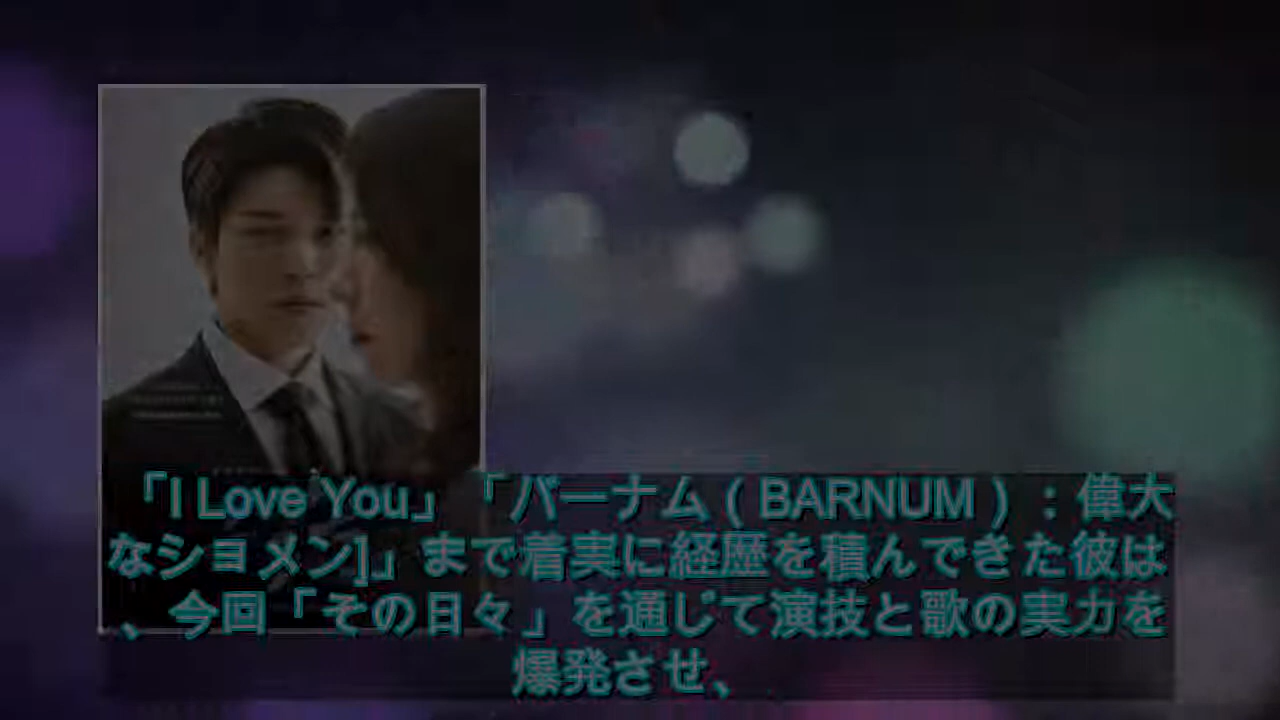 「I Love You」「バーナム ( BARNUM ) ：偉大
なショメン]」まで着実に経歴を積んできた彼は
、今回「その日々」を通じて演技と歌の実力を
爆発させ、